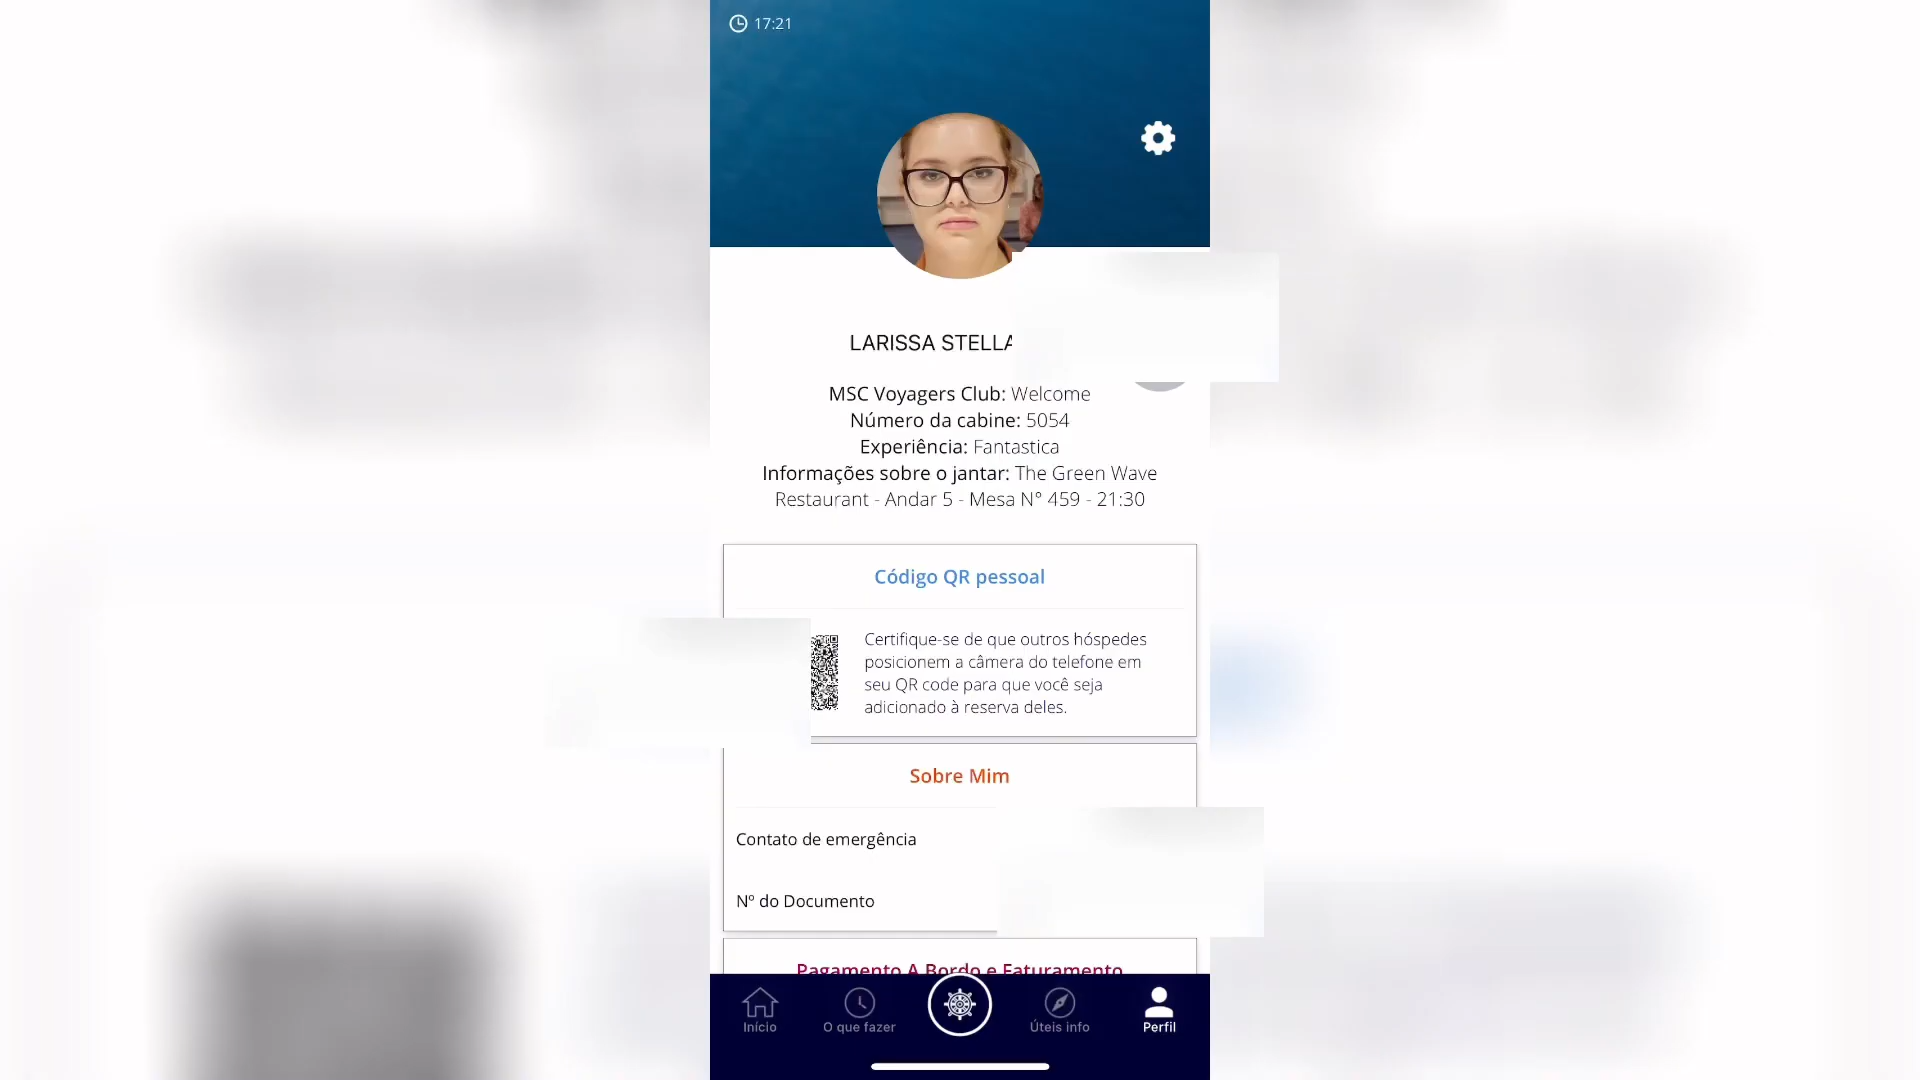 17:21
LARISSA STELLA
MSC Voyagers Club: Welcome
Número da cabine: 5054
Experiência: Fantastica
Informações sobre o jantar: The Green Wave
Restaurant - Andar 5 - Mesa N° 459 - 21:30
Código QR pessoal
Certifique-se de que outros hóspedes
posicionem a câmera do telefone em
seu QR code para que você seja
adicionado à reserva deles.
Sobre Mim
Contato de emergência
Nº do Documento
Pagamento A Bordo e Faturamento
Início
O que fazer
Úteis info
Perfil